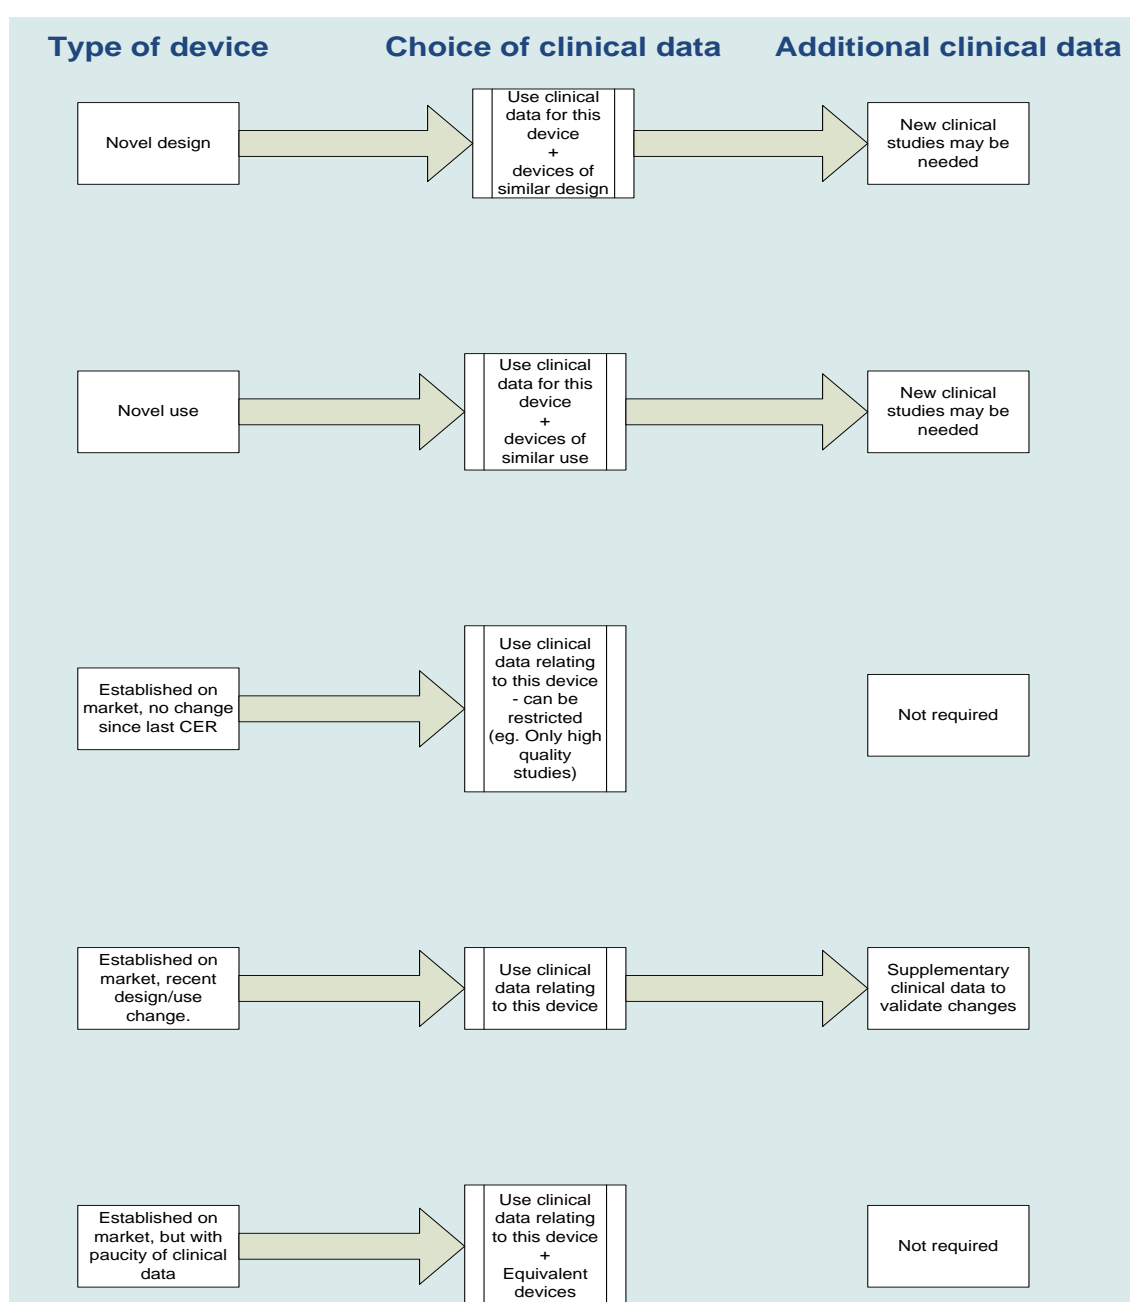 Type of device
Choice of clinical data
Additional clinical data
Novel design
Use clinical
data for this
device
+
devices of
similar design
New clinical
studies may be
needed
Novel use
Use clinical
data for this
device
+
devices of
similar use
New clinical
studies may be
needed
Established on
market, no change
since last CER
Use clinical
data relating
to this device
- can be
restricted
(eg. Only high
quality
studies)
Not required
Established on
market, recent
design/use
change.
Use clinical
data relating
to this device
Supplementary
clinical data to
validate changes
Established on
market, but with
paucity of clinical
data
Use clinical
data relating
to this device
+
Equivalent
devices
Not required